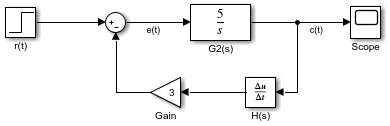 5
s
Δu
Δt
3
r(t)
e(t)
G2(s)
c(t)
Scope
Gain
H(s)